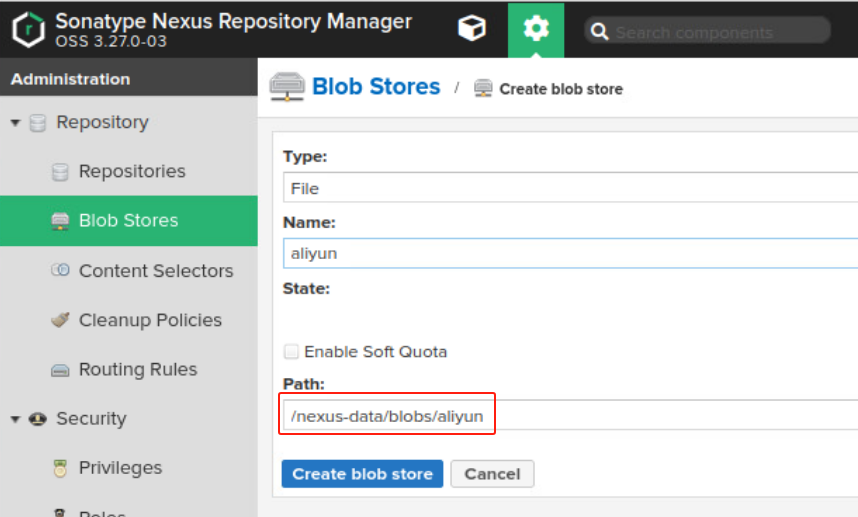 Sonatype Nexus Repository Manager
OSS 3.27.0-03
Search components
Administration
Blob Stores / Create blob store
Repository
Repositories
Blob Stores
Content Selectors
Cleanup Policies
Routing Rules
Security
Privileges
Roles
Type:
File
Name:
aliyun
State:
Enable Soft Quota
Path:
/nexus-data/blobs/aliyun
Create blob store
Cancel